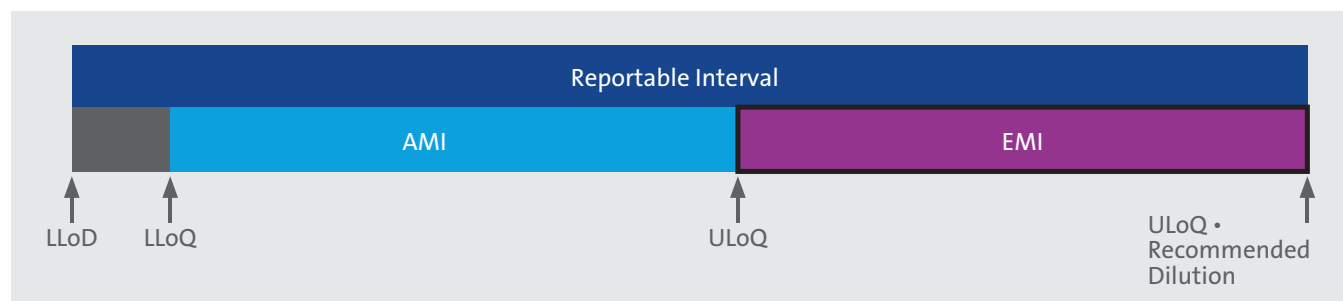 Reportable Interval
AMI
EMI
LLoD
LLoQ
ULoQ
ULoQ •
Recommended
Dilution